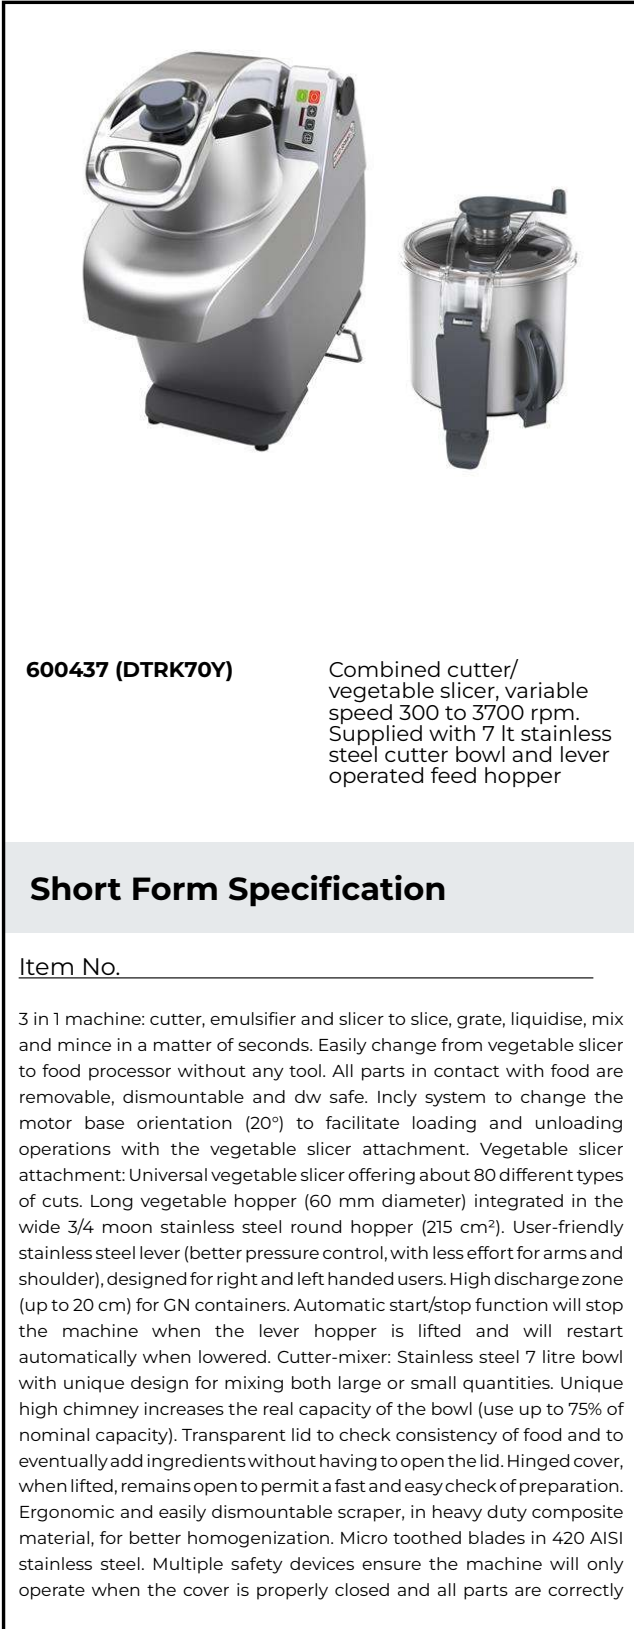 600437 (DTRK70Y)
Combined cutter/
vegetable slicer, variable
speed 300 to 3700 rpm.
Supplied with 7 lt stainless
steel cutter bowl and lever
operated feed hopper
Short Form Specification
Item No.
3 in 1 machine: cutter, emulsifier and slicer to slice, grate, liquidise, mix
and mince in a matter of seconds. Easily change from vegetable slicer
to food processor without any tool. All parts in contact with food are
removable, dismountable and dw safe. Incly system to change the
motor base orientation (20°) to facilitate loading and unloading
operations with the vegetable slicer attachment. Vegetable slicer
attachment: Universal vegetable slicer offering about 80 different types
of cuts. Long vegetable hopper (60 mm diameter) integrated in the
wide 3/4 moon stainless steel round hopper (215 cm²). User-friendly
stainless steel lever (better pressure control, with less effort for arms and
shoulder), designed for right and left handed users. High discharge zone
(up to 20 cm) for GN containers. Automatic start/stop function will stop
the machine when the lever hopper is lifted and will restart
automatically when lowered. Cutter-mixer: Stainless steel 7 litre bowl
with unique design for mixing both large or small quantities. Unique
high chimney increases the real capacity of the bowl (use up to 75% of
nominal capacity). Transparent lid to check consistency of food and to
eventually add ingredients without having to open the lid. Hinged cover,
when lifted, remains open to permit a fast and easy check of preparation.
Ergonomic and easily dismountable scraper, in heavy duty composite
material, for better homogenization. Micro toothed blades in 420 AISI
stainless steel. Multiple safety devices ensure the machine will only
operate when the cover is properly closed and all parts are correctly